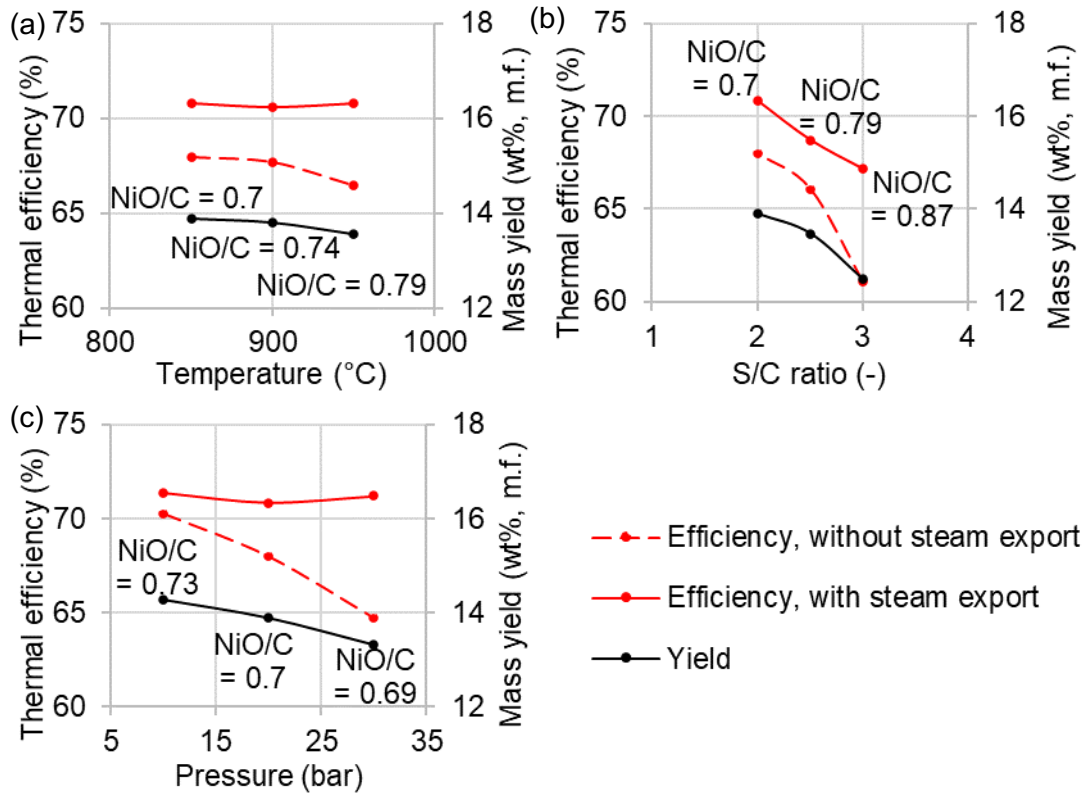 (a)
Thermal efficiency (%)
75
70
65
60
18
16
14
12
Mass yield (wt%, m.f.)
NiO/C = 0.7
NiO/C = 0.74
NiO/C = 0.79
800
900
1000
Temperature (°C)
(b)
Thermal efficiency (%)
75
70
65
60
18
16
14
12
Mass yield (wt%, m.f.)
NiO/C
= 0.7
NiO/C
= 0.79
NiO/C
= 0.87
1
2
3
4
S/C ratio (-)
(c)
Thermal efficiency (%)
75
70
65
60
18
16
14
12
Mass yield (wt%, m.f.)
NiO/C
= 0.73
NiO/C
= 0.7
NiO/C
= 0.69
5
15
25
35
Pressure (bar)
Efficiency, without steam export
Efficiency, with steam export
Yield